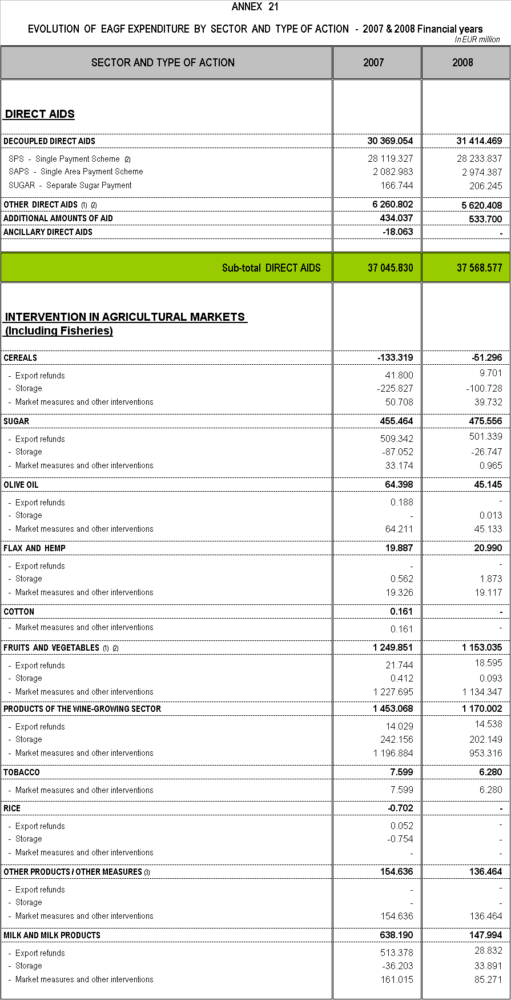 ANNEX 21
EVOLUTION OF EAGF EXPENDITURE BY SECTOR AND TYPE OF ACTION - 2007 & 2008 Financial years
In EUR million
SECTOR AND TYPE OF ACTION 2007 2008
DIRECT AIDS
DECOUPLED DIRECT AIDS 30 369.054 31 414.469
SPS - Single Payment Scheme (2) 28 119.327 28 233.837
SAPS - Single Area Payment Scheme 2 082.983 2 974.387
SUGAR - Separate Sugar Payment 166.744 206.245
OTHER DIRECT AIDS (1) (2) 6 260.802 5 620.408
ADDITIONAL AMOUNTS OF AID 434.037 533.700
ANCILLARY DIRECT AIDS -18.063 -
Sub-total DIRECT AIDS 37 045.830 37 568.577
INTERVENTION IN AGRICULTURAL MARKETS
(Including Fisheries)
CEREALS -133.319 -51.296
- Export refunds 41.800 9.701
- Storage -225.827 -100.728
- Market measures and other interventions 50.708 39.732
SUGAR 455.464 475.556
- Export refunds 509.342 501.339
- Storage -87.052 -26.747
- Market measures and other interventions 33.174 0.965
OLIVE OIL 64.398 45.145
- Export refunds 0.188 -
- Storage - 0.013
- Market measures and other interventions 64.211 45.133
FLAX AND HEMP 19.887 20.990
- Export refunds - -
- Storage 0.562 1.873
- Market measures and other interventions 19.326 19.117
COTTON 0.161 -
- Market measures and other interventions 0.161 -
FRUITS AND VEGETABLES (1) (2) 1 249.851 1 153.035
- Export refunds 21.744 18.595
- Storage 0.412 0.093
- Market measures and other interventions 1 227.695 1 134.347
PRODUCTS OF THE WINE-GROWING SECTOR 1 453.068 1 170.002
- Export refunds 14.029 14.538
- Storage 242.156 202.149
- Market measures and other interventions 1 196.884 953.316
TOBACCO 7.599 6.280
- Market measures and other interventions 7.599 6.280
RICE -0.702 -
- Export refunds 0.052 -
- Storage -0.754 -
- Market measures and other interventions - -
OTHER PRODUCTS / OTHER MEASURES (3) 154.636 136.464
- Export refunds - -
- Storage - -
- Market measures and other interventions 154.636 136.464
MILK AND MILK PRODUCTS 638.190 147.994
- Export refunds 513.378 28.832
- Storage -36.203 33.891
- Market measures and other interventions 161.015 85.271